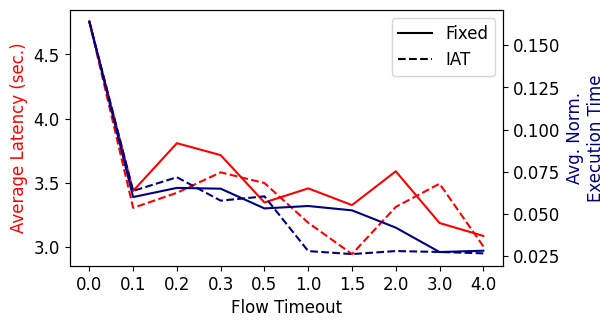 Average Latency (sec.)
4.5
4.0
3.5
3.0
Fixed
IAT
0.150
0.125
0.100
0.075
0.050
0.025
Avg. Norm.
Execution Time
0.0 0.1 0.2 0.3 0.5 1.0 1.5 2.0 3.0 4.0
Flow Timeout